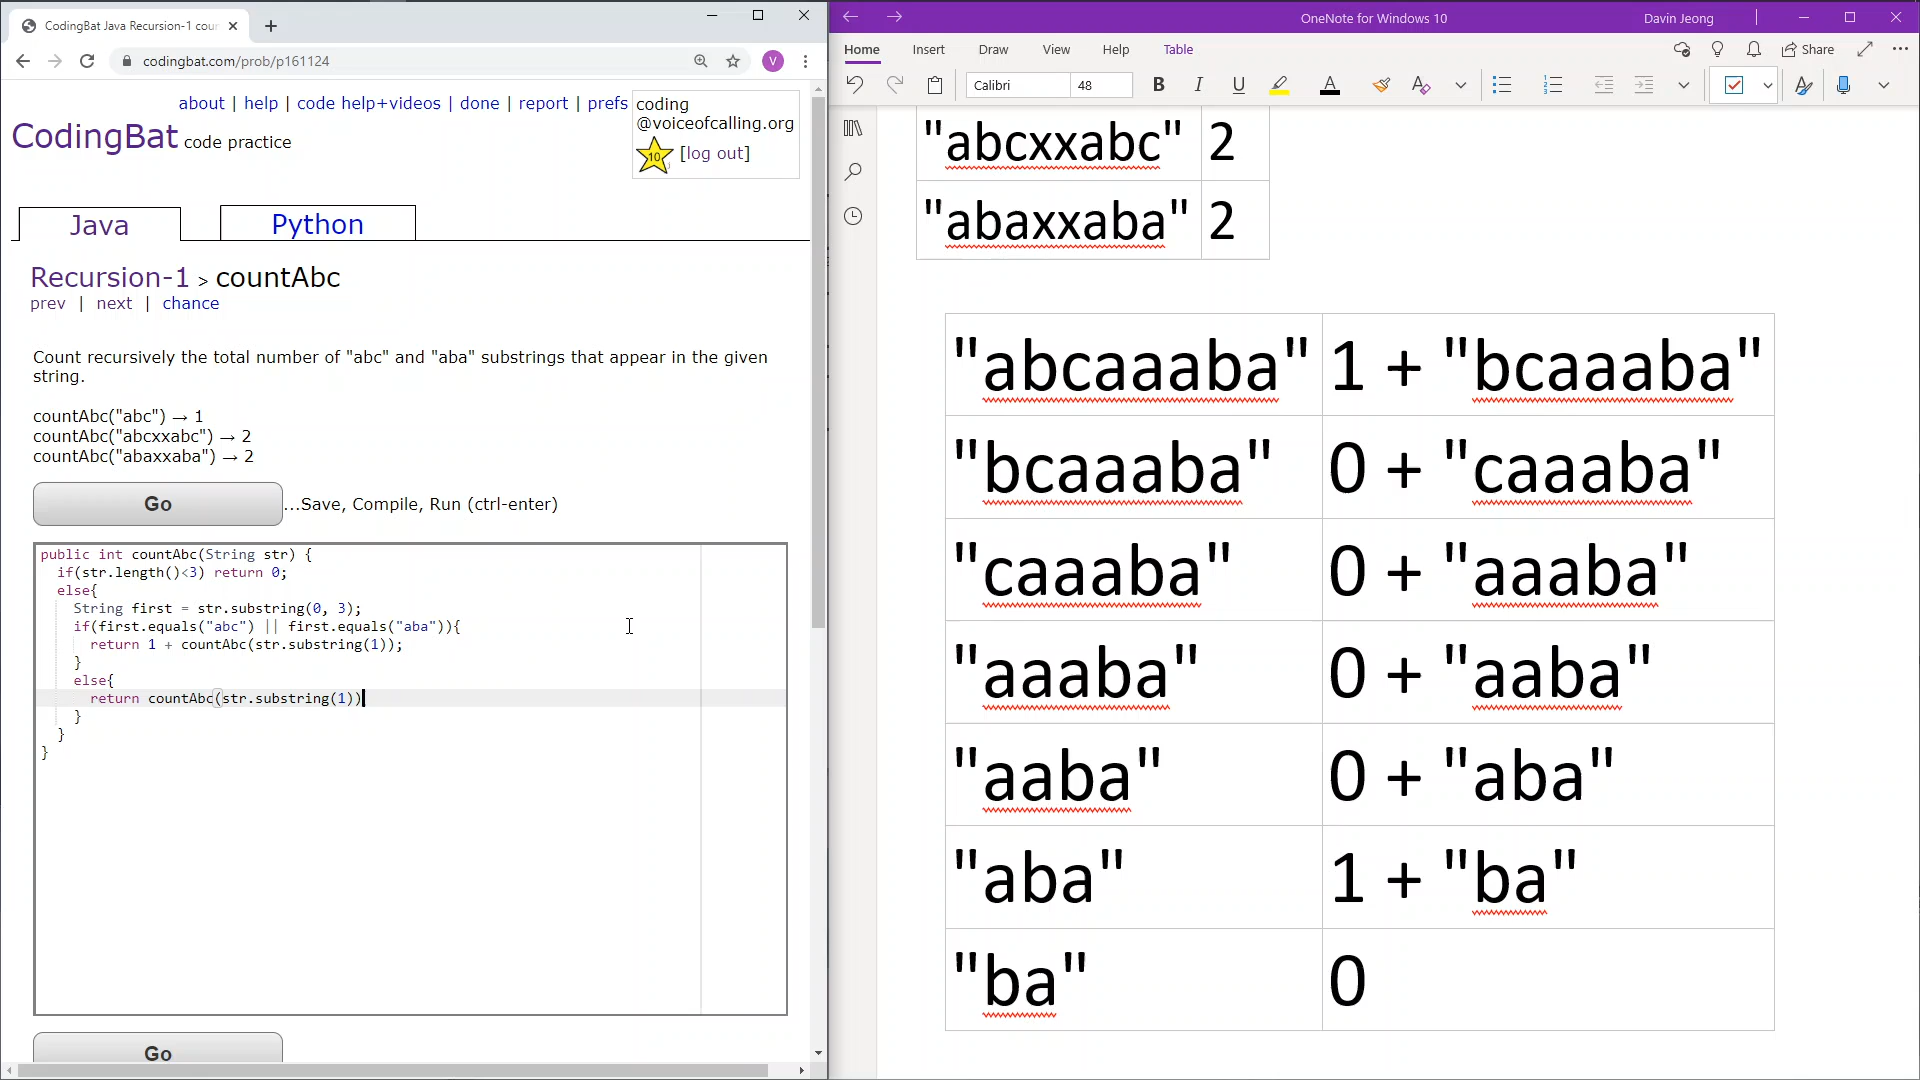 CodingBat Java Recursion-1 cour
codingbat.com/prob/p161124
V
about | help | code help+videos | done | report | prefs
coding
@voiceofcalling.org
10
[log out]
CodingBat code practice
Java
Python
Recursion-1 > countAbc
prev | next | chance
Count recursively the total number of "abc" and "aba" substrings that appear in the given
string.
countAbc("abc") → 1
countAbc("abcxxabc") → 2
countAbc("abaxxaba") → 2
Go
...Save, Compile, Run (ctrl-enter)
public int countAbc(String str) {
if(str.length()<3) return 0;
else{
String first = str.substring(0, 3);
if(first.equals("abc") || first.equals("aba")){
return 1 + countAbc(str.substring(1));
}
else{
return countAbc(str.substring(1))
}
}
}
Go
OneNote for Windows 10
Davin Jeong
Home
Insert
Draw
View
Help
Table
Share
Calibri
48
B
I
U
A
A
"abcxxabc" 2
"abaxxaba" 2
"abcaaaba" 1 + "bcaaaba"
"bcaaaba" 0 + "caaaba"
"caaaba" 0 + "aaaba"
"aaaba" 0 + "aaba"
"aaba" 0 + "aba"
"aba" 1 + "ba"
"ba" 0